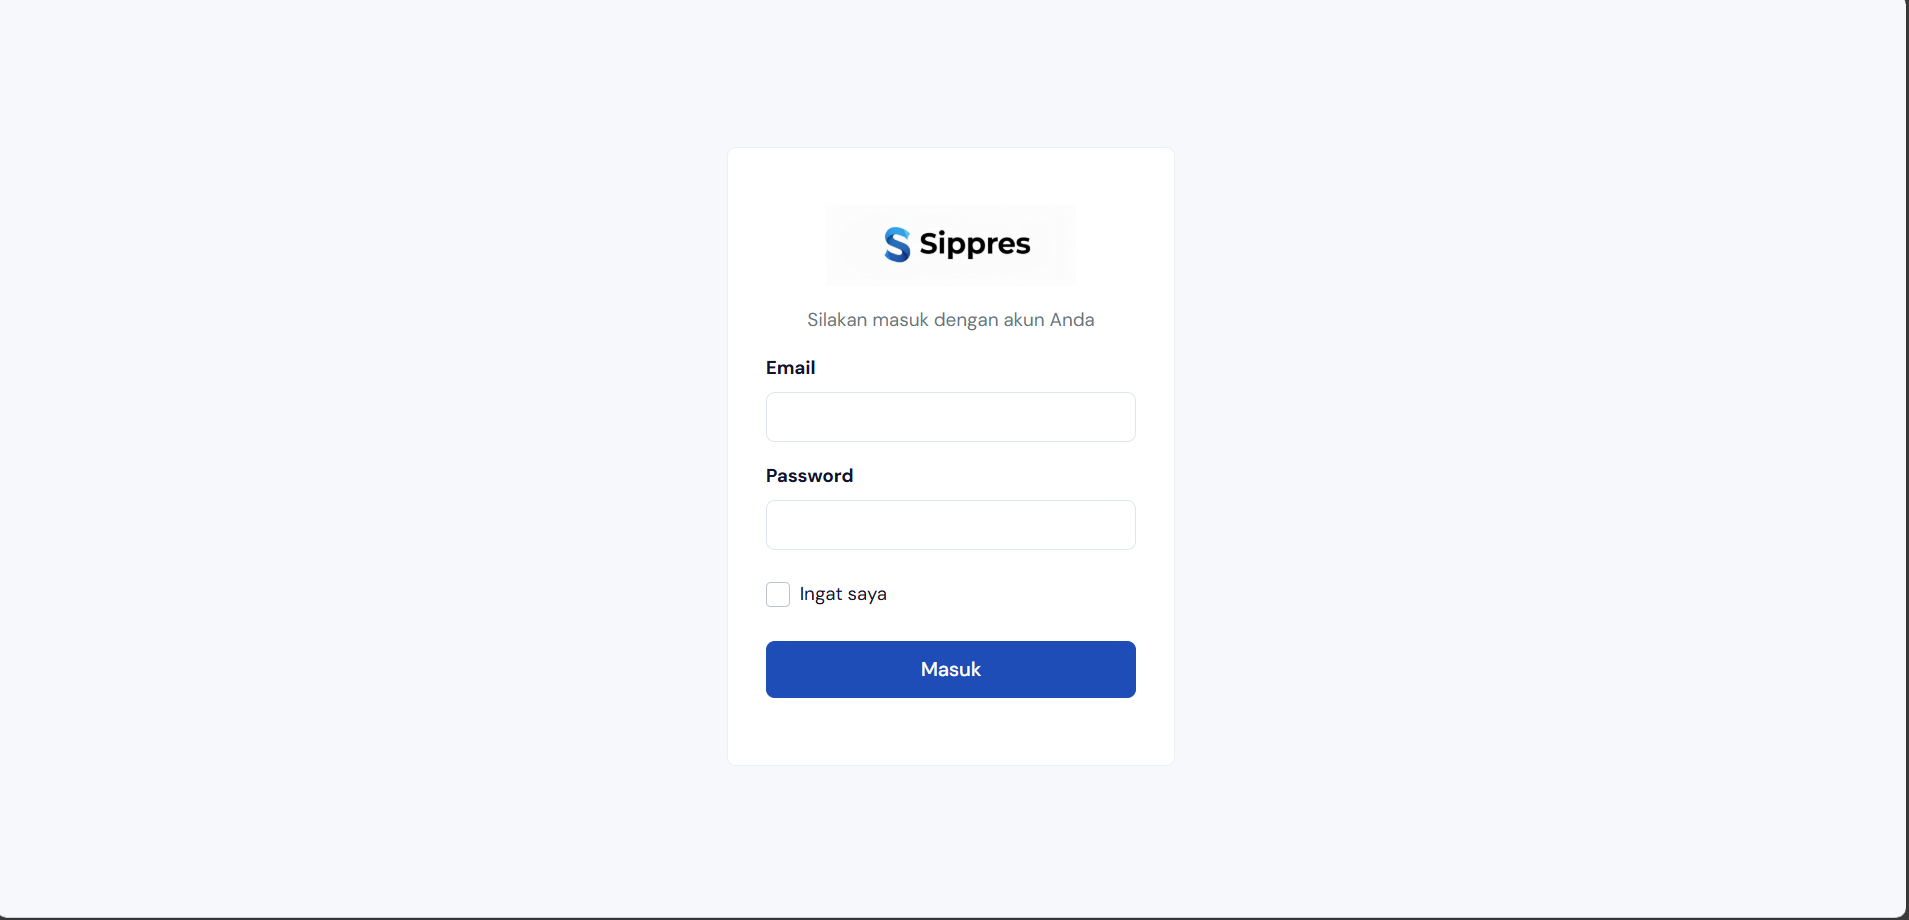 Sippres
Silakan masuk dengan akun Anda
Email
Password
Ingat saya
Masuk